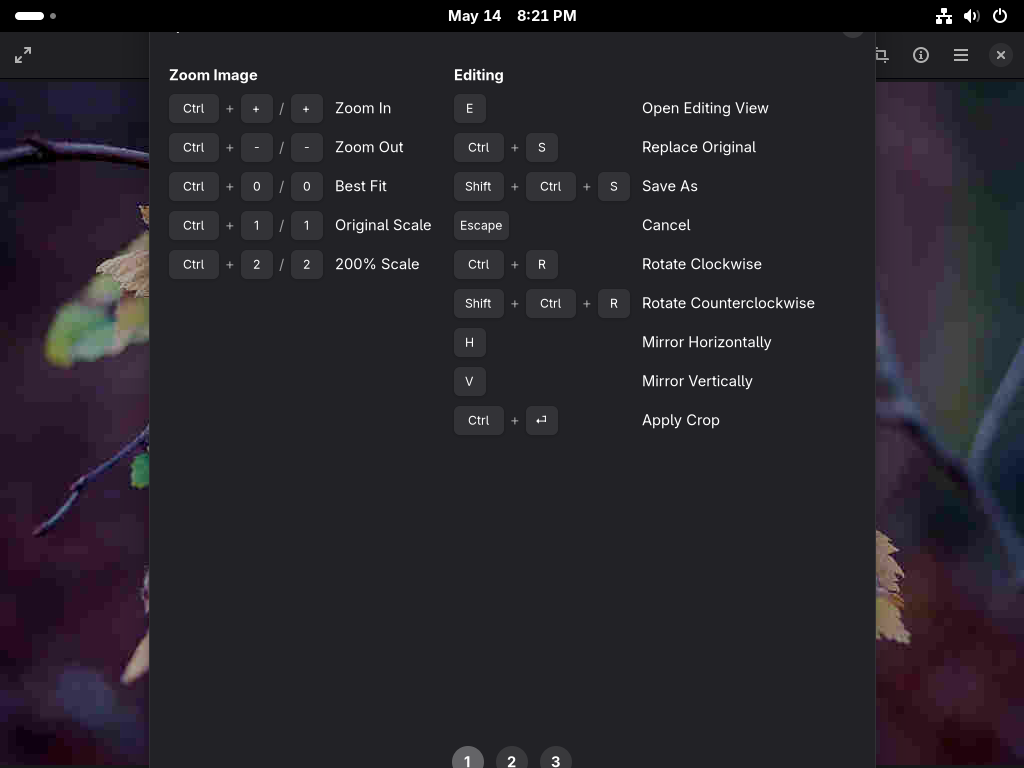 May 14 8:21 PM
Zoom Image
Ctrl + + / + Zoom In
Ctrl + - / - Zoom Out
Ctrl + 0 / 0 Best Fit
Ctrl + 1 / 1 Original Scale
Ctrl + 2 / 2 200% Scale
Editing
E Open Editing View
Ctrl + S Replace Original
Shift + Ctrl + S Save As
Escape Cancel
Ctrl + R Rotate Clockwise
Shift + Ctrl + R Rotate Counterclockwise
H Mirror Horizontally
V Mirror Vertically
Ctrl + ⏎ Apply Crop
1 2 3